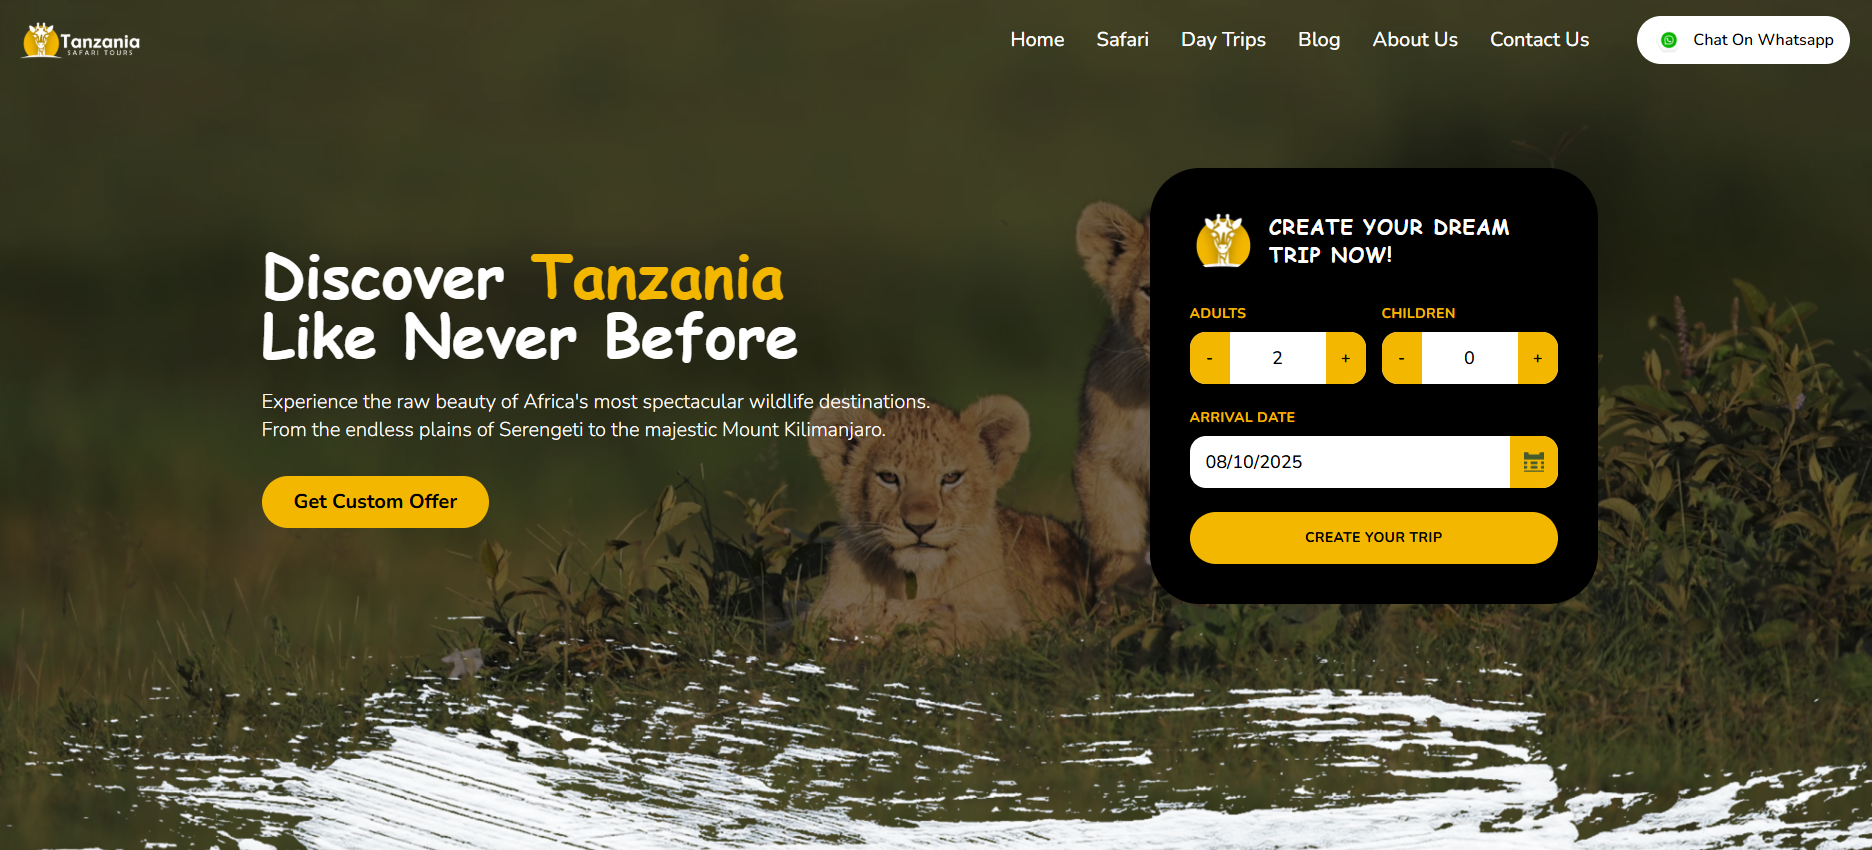 Tanzania
SAFARI TOURS
Home Safari Day Trips Blog About Us Contact Us
Chat On Whatsapp
Discover Tanzania
Like Never Before
Experience the raw beauty of Africa's most spectacular wildlife destinations.
From the endless plains of Serengeti to the majestic Mount Kilimanjaro.
Get Custom Offer
CREATE YOUR DREAM
TRIP NOW!
ADULTS CHILDREN
- 2 + - 0 +
ARRIVAL DATE
08/10/2025
CREATE YOUR TRIP